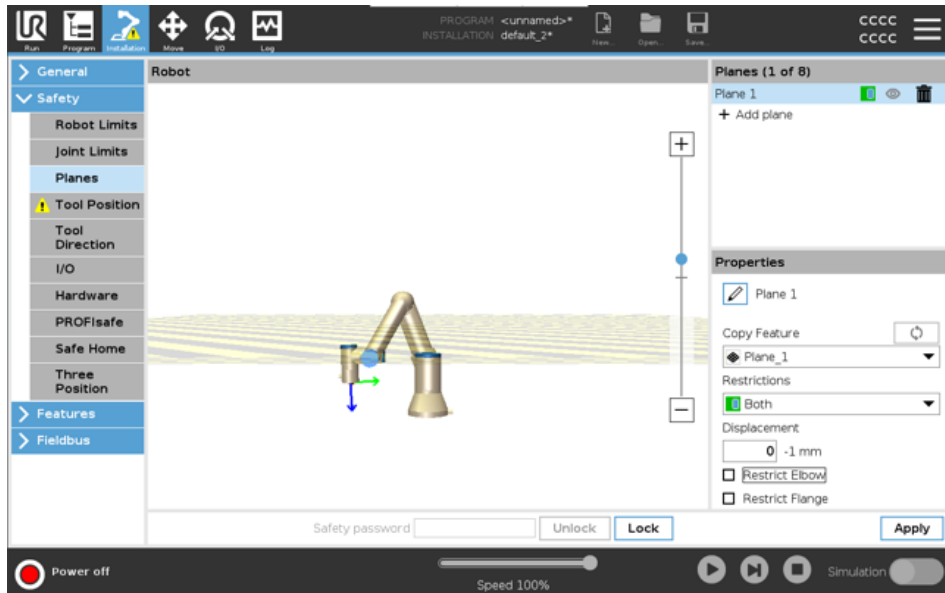 PROGRAM <unnamed>*
INSTALLATION default_2*
New...
Open...
Save...
cccc
cccc
Run
Program
Installation
Move
I/O
Log
General
Safety
Robot Limits
Joint Limits
Planes
Tool Position
Tool
Direction
I/O
Hardware
PROFIsafe
Safe Home
Three
Position
Features
Fieldbus
Robot
Planes (1 of 8)
Plane 1
+ Add plane
Properties
Plane 1
Copy Feature
Plane_1
Restrictions
Both
Displacement
0 -1 mm
Restrict Elbow
Restrict Flange
Safety password
Unlock
Lock
Apply
Power off
Speed 100%
Simulation